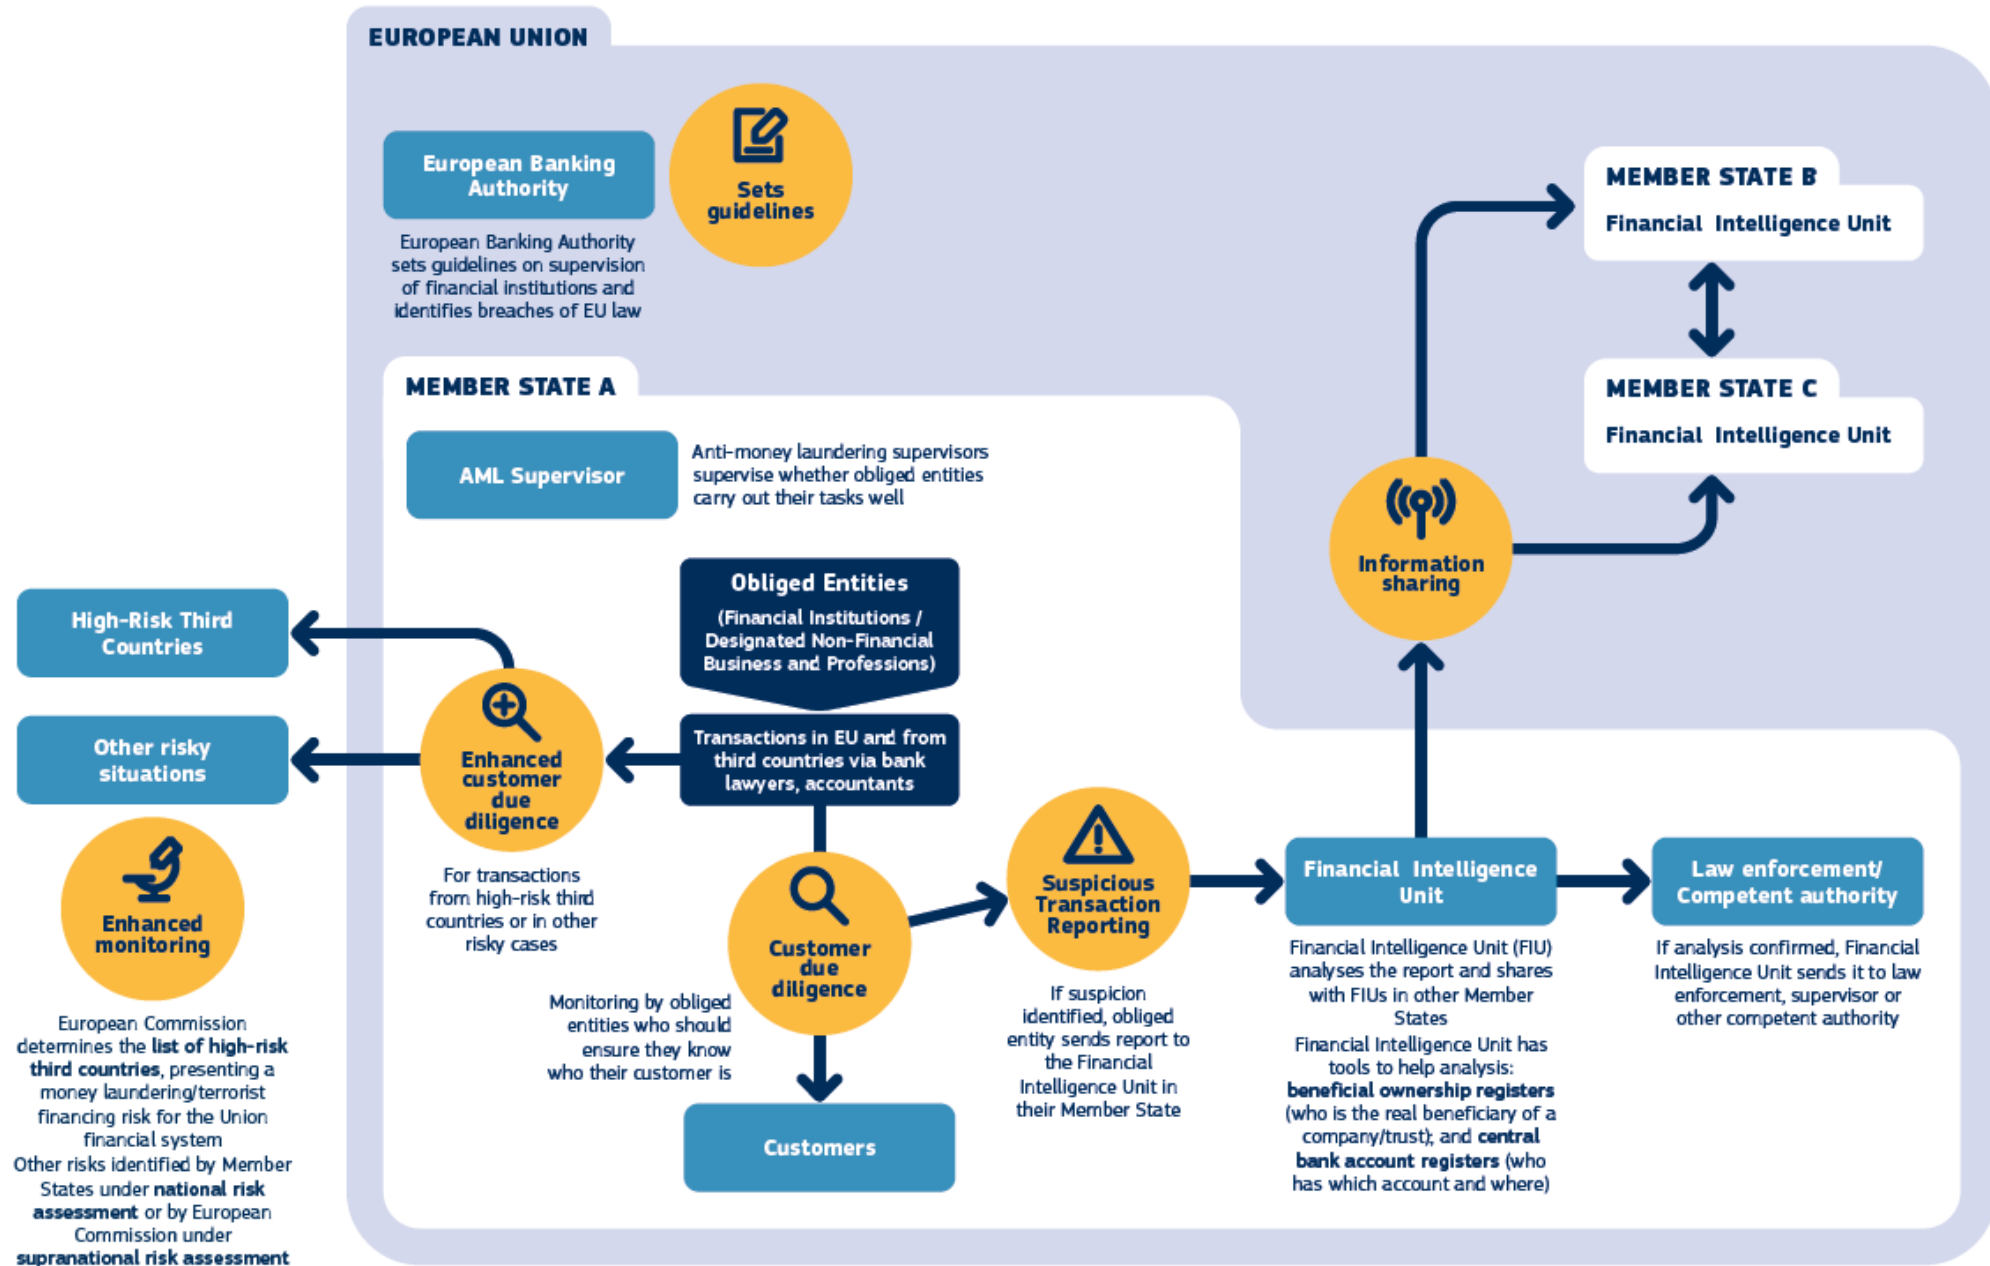 EUROPEAN UNION
European Banking
Authority
Sets
guidelines
European Banking Authority
sets guidelines on supervision
of financial institutions and
identifies breaches of EU law
MEMBER STATE B
Financial Intelligence Unit
MEMBER STATE C
Financial Intelligence Unit
Information
sharing
MEMBER STATE A
AML Supervisor
Anti-money laundering supervisors
supervise whether obliged entities
carry out their tasks well
Obliged Entities
(Financial Institutions /
Designated Non-Financial
Business and Professions)
Transactions in EU and from
third countries via bank
lawyers, accountants
High-Risk Third
Countries
Other risky
situations
Enhanced
customer
due
diligence
For transactions
from high-risk third
countries or in other
risky cases
Enhanced
monitoring
European Commission
determines the list of high-risk
third countries, presenting a
money laundering/terrorist
financing risk for the Union
financial system
Other risks identified by Member
States under national risk
assessment or by European
Commission under
supranational risk assessment
Customer
due
diligence
Monitoring by obliged
entities who should
ensure they know
who their customer is
Customers
Suspicious
Transaction
Reporting
If suspicion
identified, obliged
entity sends report to
the Financial
Intelligence Unit in
their Member State
Financial Intelligence
Unit
Financial Intelligence Unit (FIU)
analyses the report and shares
with FIUs in other Member
States
Financial Intelligence Unit has
tools to help analysis:
beneficial ownership registers
(who is the real beneficiary of a
company/trust); and central
bank account registers (who
has which account and where)
Law enforcement/
Competent authority
If analysis confirmed, Financial
Intelligence Unit sends it to law
enforcement, supervisor or
other competent authority